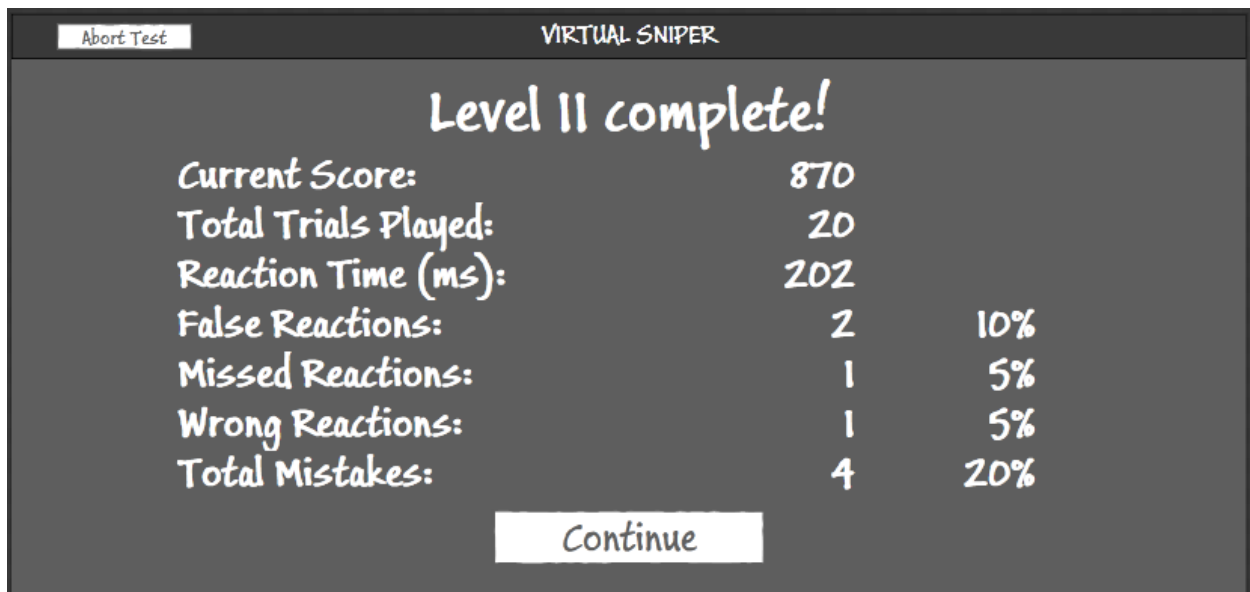 Abort Test VIRTUAL SNIPER
Level II complete!
Current Score: 870
Total Trials Played: 20
Reaction Time (ms): 202
False Reactions: 2 10%
Missed Reactions: 1 5%
Wrong Reactions: 1 5%
Total Mistakes: 4 20%
Continue